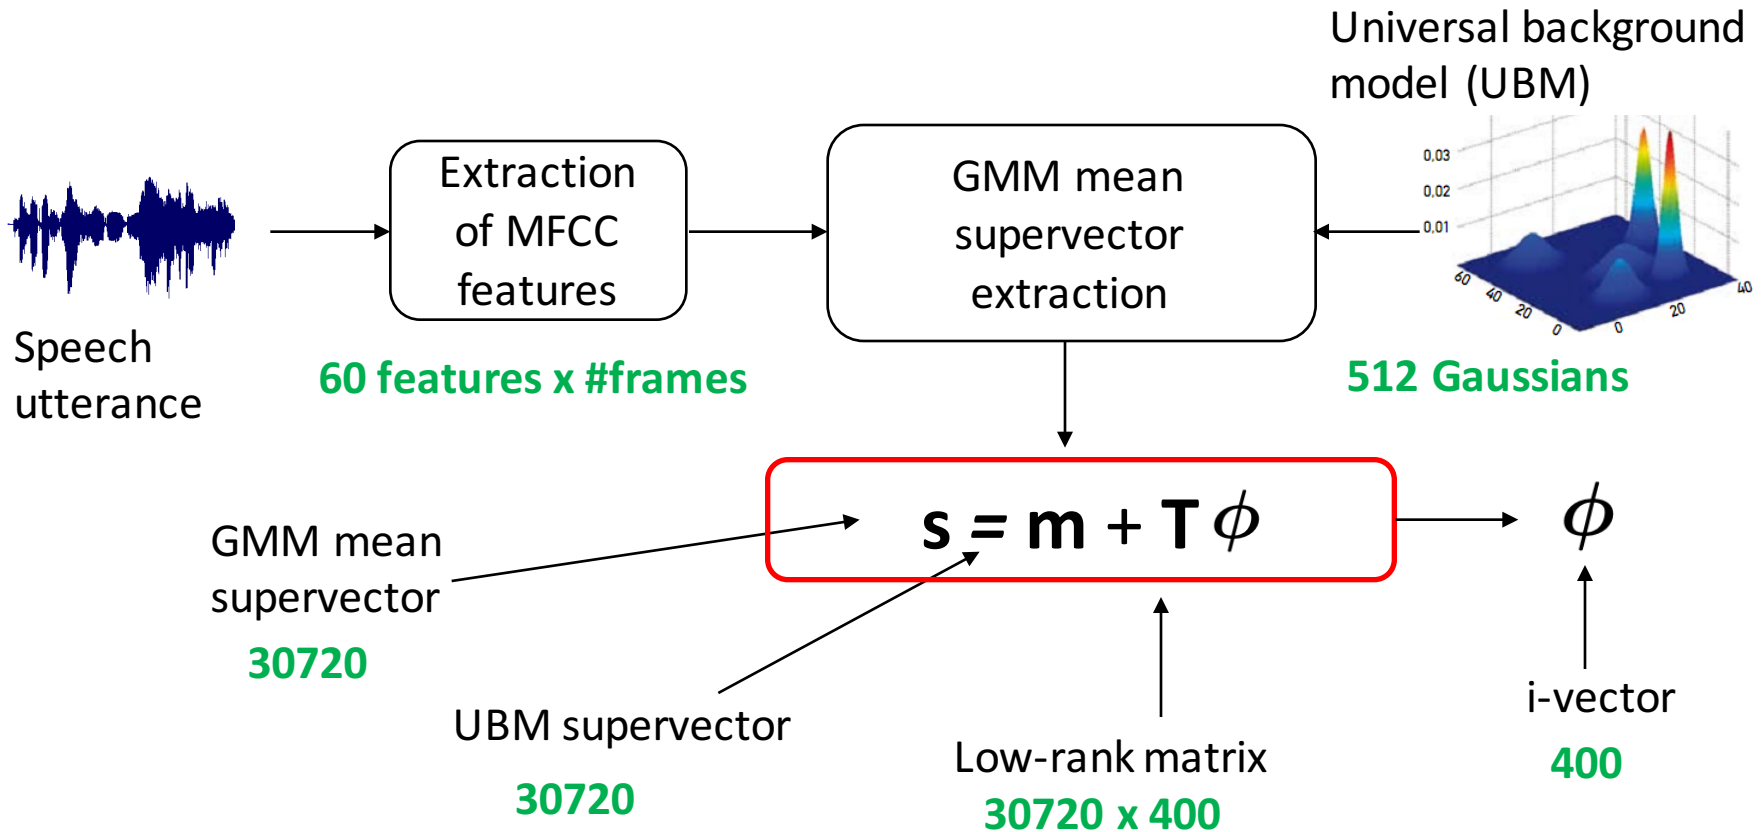 Universal background
model (UBM)
Extraction
of MFCC
features
GMM mean
supervector
extraction
0,03
0,02
0,01
60
40
20
0
0
20
40
Speech
utterance
60 features x #frames
512 Gaussians
s = m + T ϕ
ϕ
GMM mean
supervector
30720
UBM supervector
30720
Low-rank matrix
30720 x 400
i-vector
400